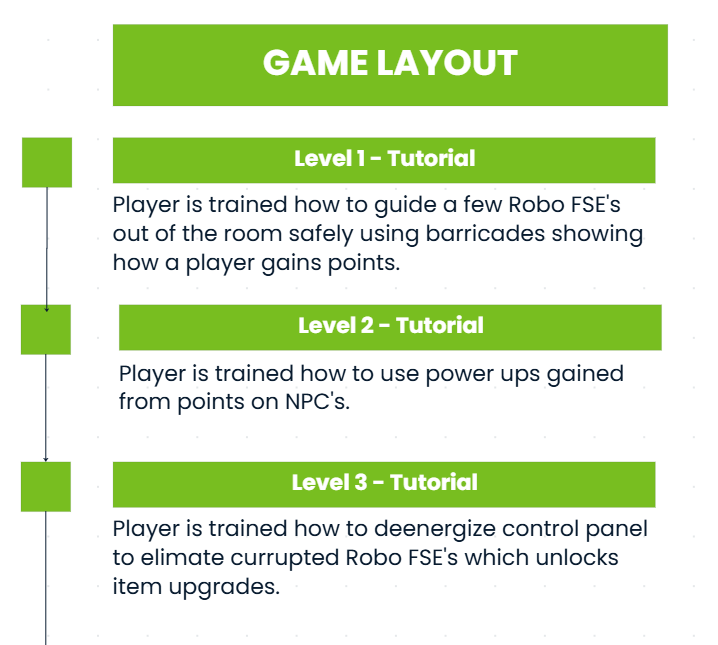 GAME LAYOUT
Level 1 - Tutorial
Player is trained how to guide a few Robo FSE's
out of the room safely using barricades showing
how a player gains points.
Level 2 - Tutorial
Player is trained how to use power ups gained
from points on NPC's.
Level 3 - Tutorial
Player is trained how to deenergize control panel
to elimate currupted Robo FSE's which unlocks
item upgrades.